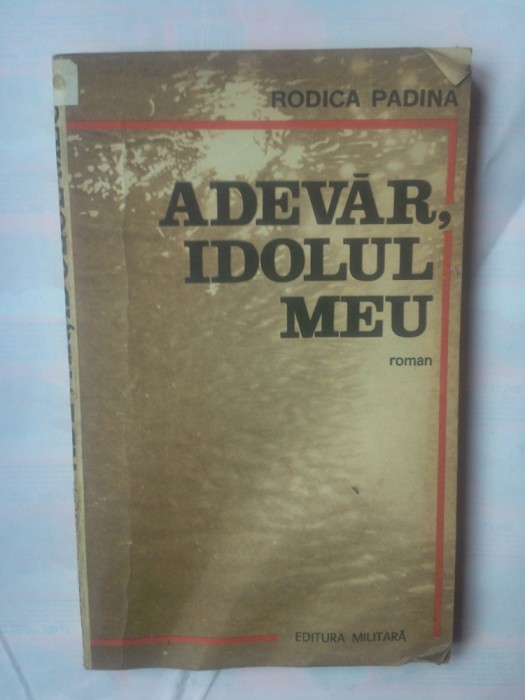 RODICA PADINA
ADEVĂR,
IDOLUL
MEU
roman
EDITURA MILITARĂ